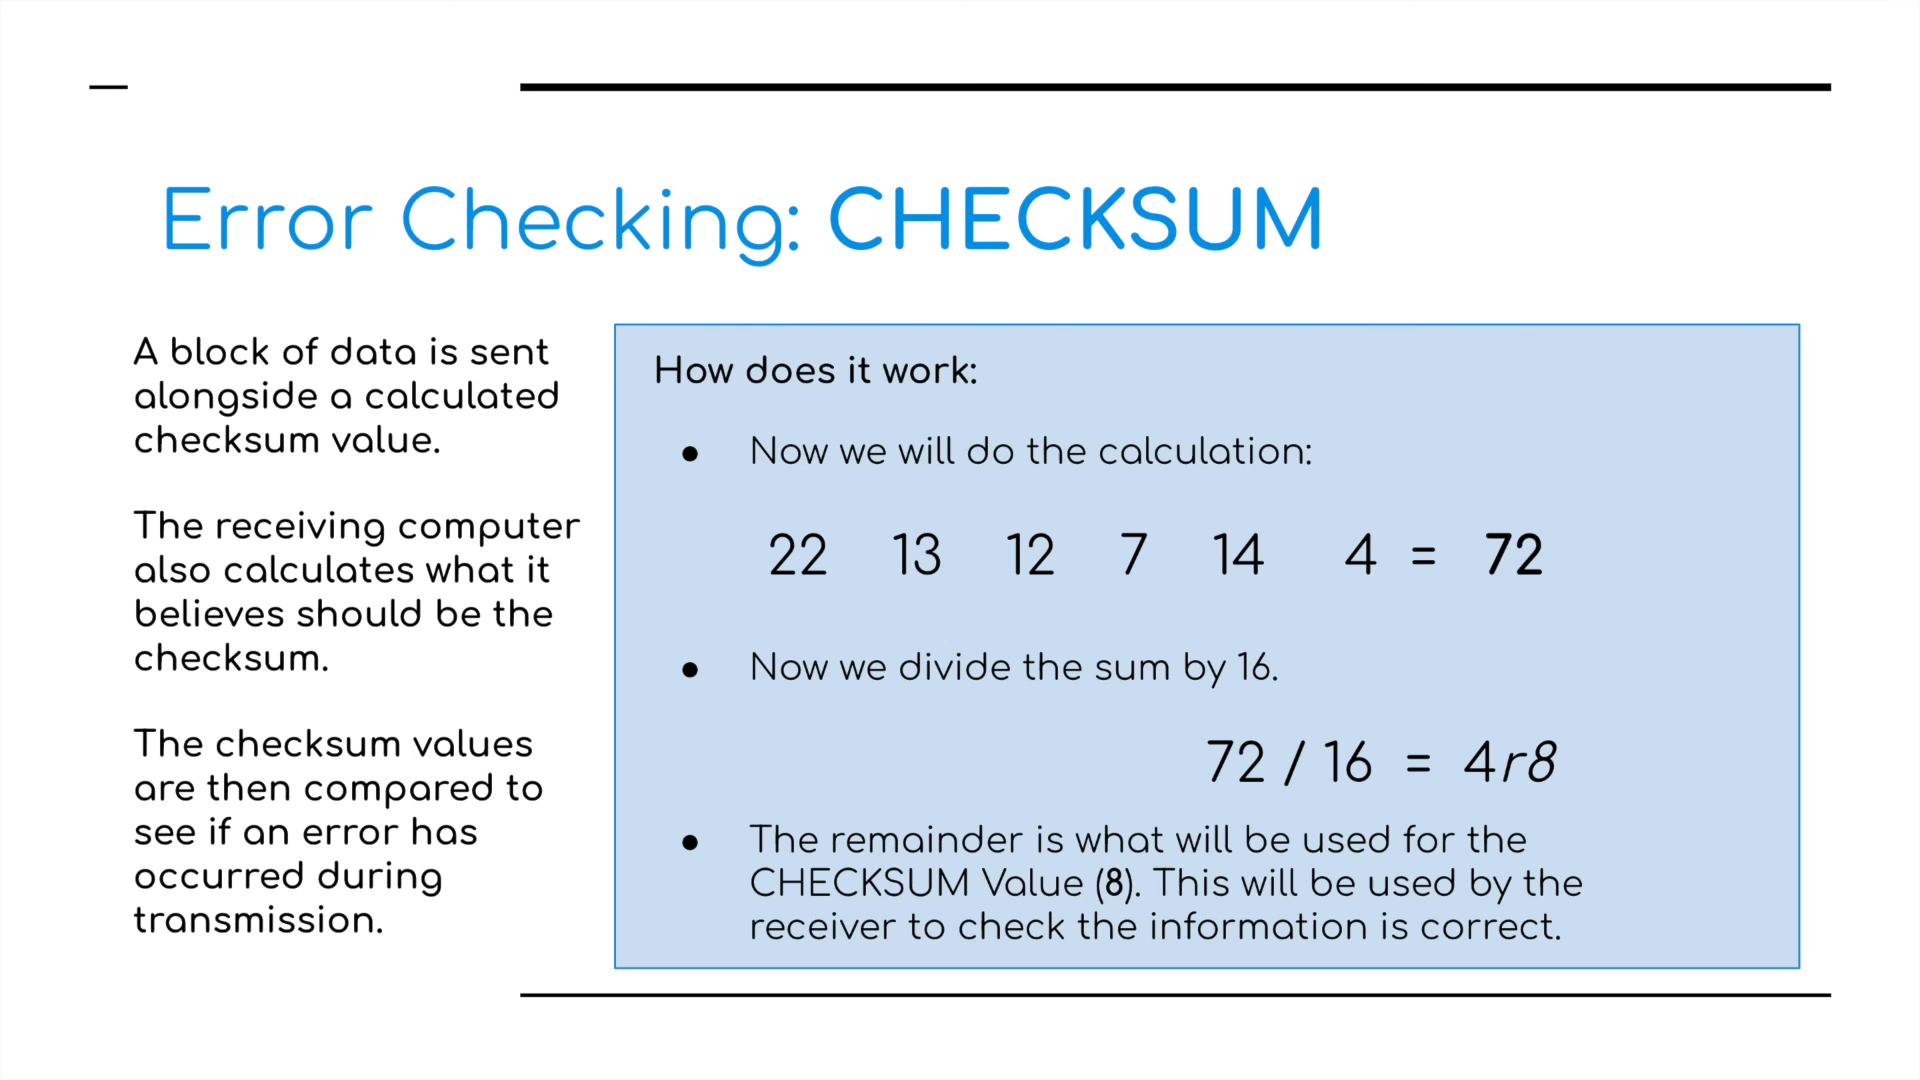 Error Checking: CHECKSUM
A block of data is sent
alongside a calculated
checksum value.
The receiving computer
also calculates what it
believes should be the
checksum.
The checksum values
are then compared to
see if an error has
occurred during
transmission.
How does it work:
● Now we will do the calculation:
22 13 12 7 14 4 = 72
● Now we divide the sum by 16.
72 / 16 = 4r8
● The remainder is what will be used for the
CHECKSUM Value (8). This will be used by the
receiver to check the information is correct.